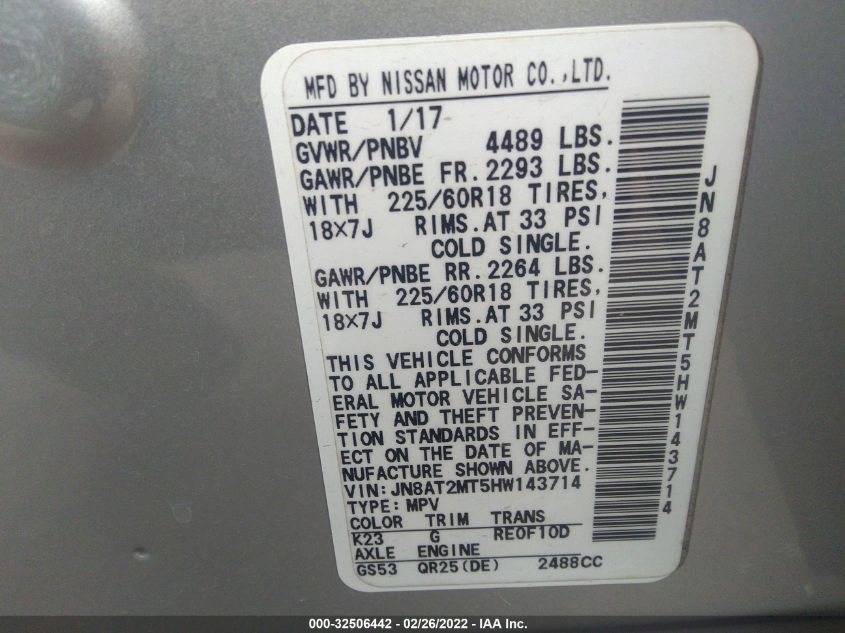 MFD BY NISSAN MOTOR CO.,LTD.
DATE 1/17
GVWR/PNBV 4489 LBS.
GAWR/PNBE FR. 2293 LBS.
WITH 225/60R18 TIRES,
18×7J RIMS.AT 33 PSI
COLD SINGLE.
GAWR/PNBE RR. 2264 LBS.
WITH 225/60R18 TIRES,
18×7J RIMS.AT 33 PSI
COLD SINGLE.
THIS VEHICLE CONFORMS
TO ALL APPLICABLE FED-
ERAL MOTOR VEHICLE SA-
FETY AND THEFT PREVEN-
TION STANDARDS IN EFF-
ECT ON THE DATE OF MA-
NUFACTURE SHOWN ABOVE.
VIN:JN8AT2MT5HW143714
TYPE:MPV
COLOR TRIM TRANS
K23 G RE0F10D
AXLE ENGINE
GS53 QR25(DE) 2488CC
JN8AT2MT5HW143714
000-32506442 - 02/26/2022 - IAA Inc.